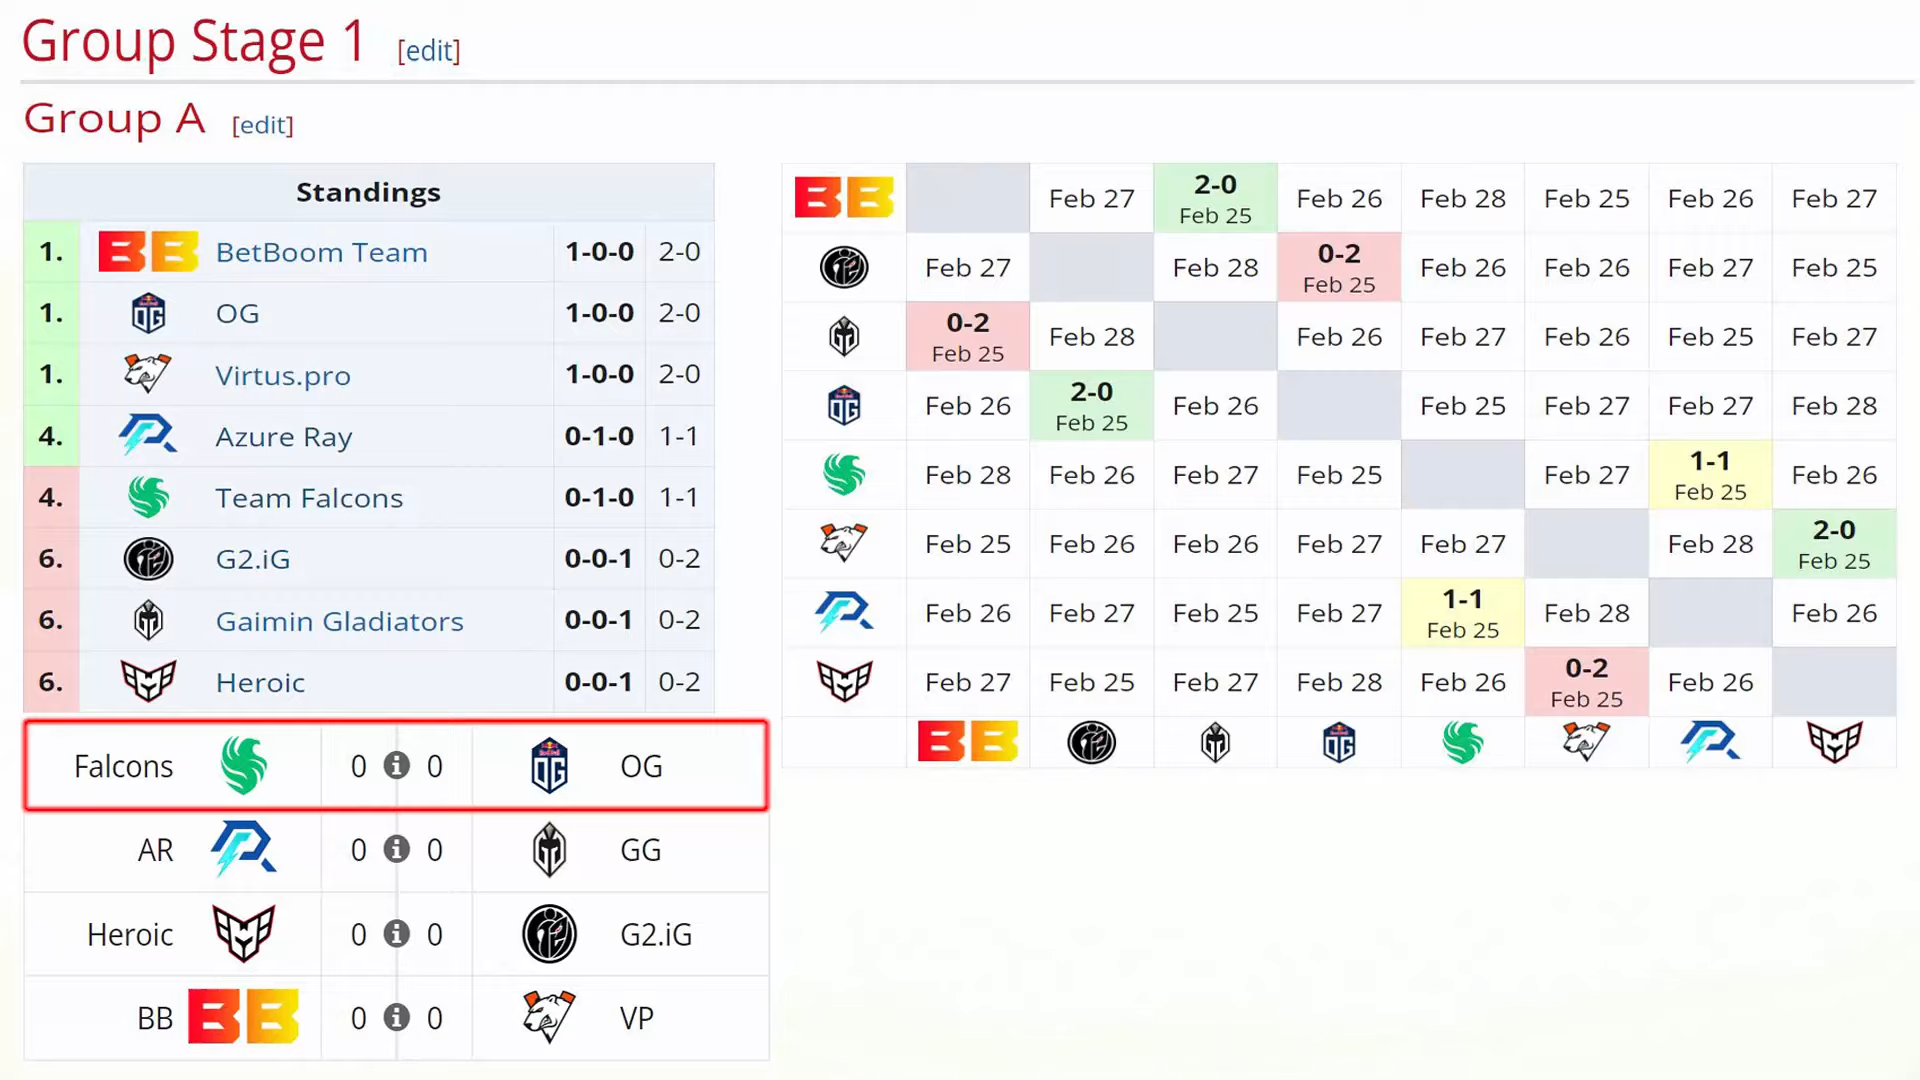 Group Stage 1 [edit]
Group A [edit]
Standings
1. BB BetBoom Team 1-0-0 2-0
1. OG OG 1-0-0 2-0
1. Virtus.pro 1-0-0 2-0
4. Azure Ray 0-1-0 1-1
4. Team Falcons 0-1-0 1-1
6. G2.iG 0-0-1 0-2
6. Gaimin Gladiators 0-0-1 0-2
6. Heroic 0-0-1 0-2
Falcons 0 i 0 OG OG
AR 0 i 0 GG
Heroic 0 i 0 G2.iG
BB BB 0 i 0 VP
BB Feb 27 2-0 Feb 25 Feb 26 Feb 28 Feb 25 Feb 26 Feb 27
Feb 27 Feb 28 0-2 Feb 25 Feb 26 Feb 26 Feb 27 Feb 25
0-2 Feb 25 Feb 28 Feb 26 Feb 27 Feb 26 Feb 25 Feb 27
OG Feb 26 2-0 Feb 25 Feb 26 Feb 25 Feb 27 Feb 27 Feb 28
Feb 28 Feb 26 Feb 27 Feb 25 Feb 27 1-1 Feb 25 Feb 26
Feb 25 Feb 26 Feb 26 Feb 27 Feb 27 Feb 28 2-0 Feb 25
Feb 26 Feb 27 Feb 25 Feb 27 1-1 Feb 25 Feb 28 Feb 26
Feb 27 Feb 25 Feb 27 Feb 28 Feb 26 0-2 Feb 25 Feb 26
BB OG